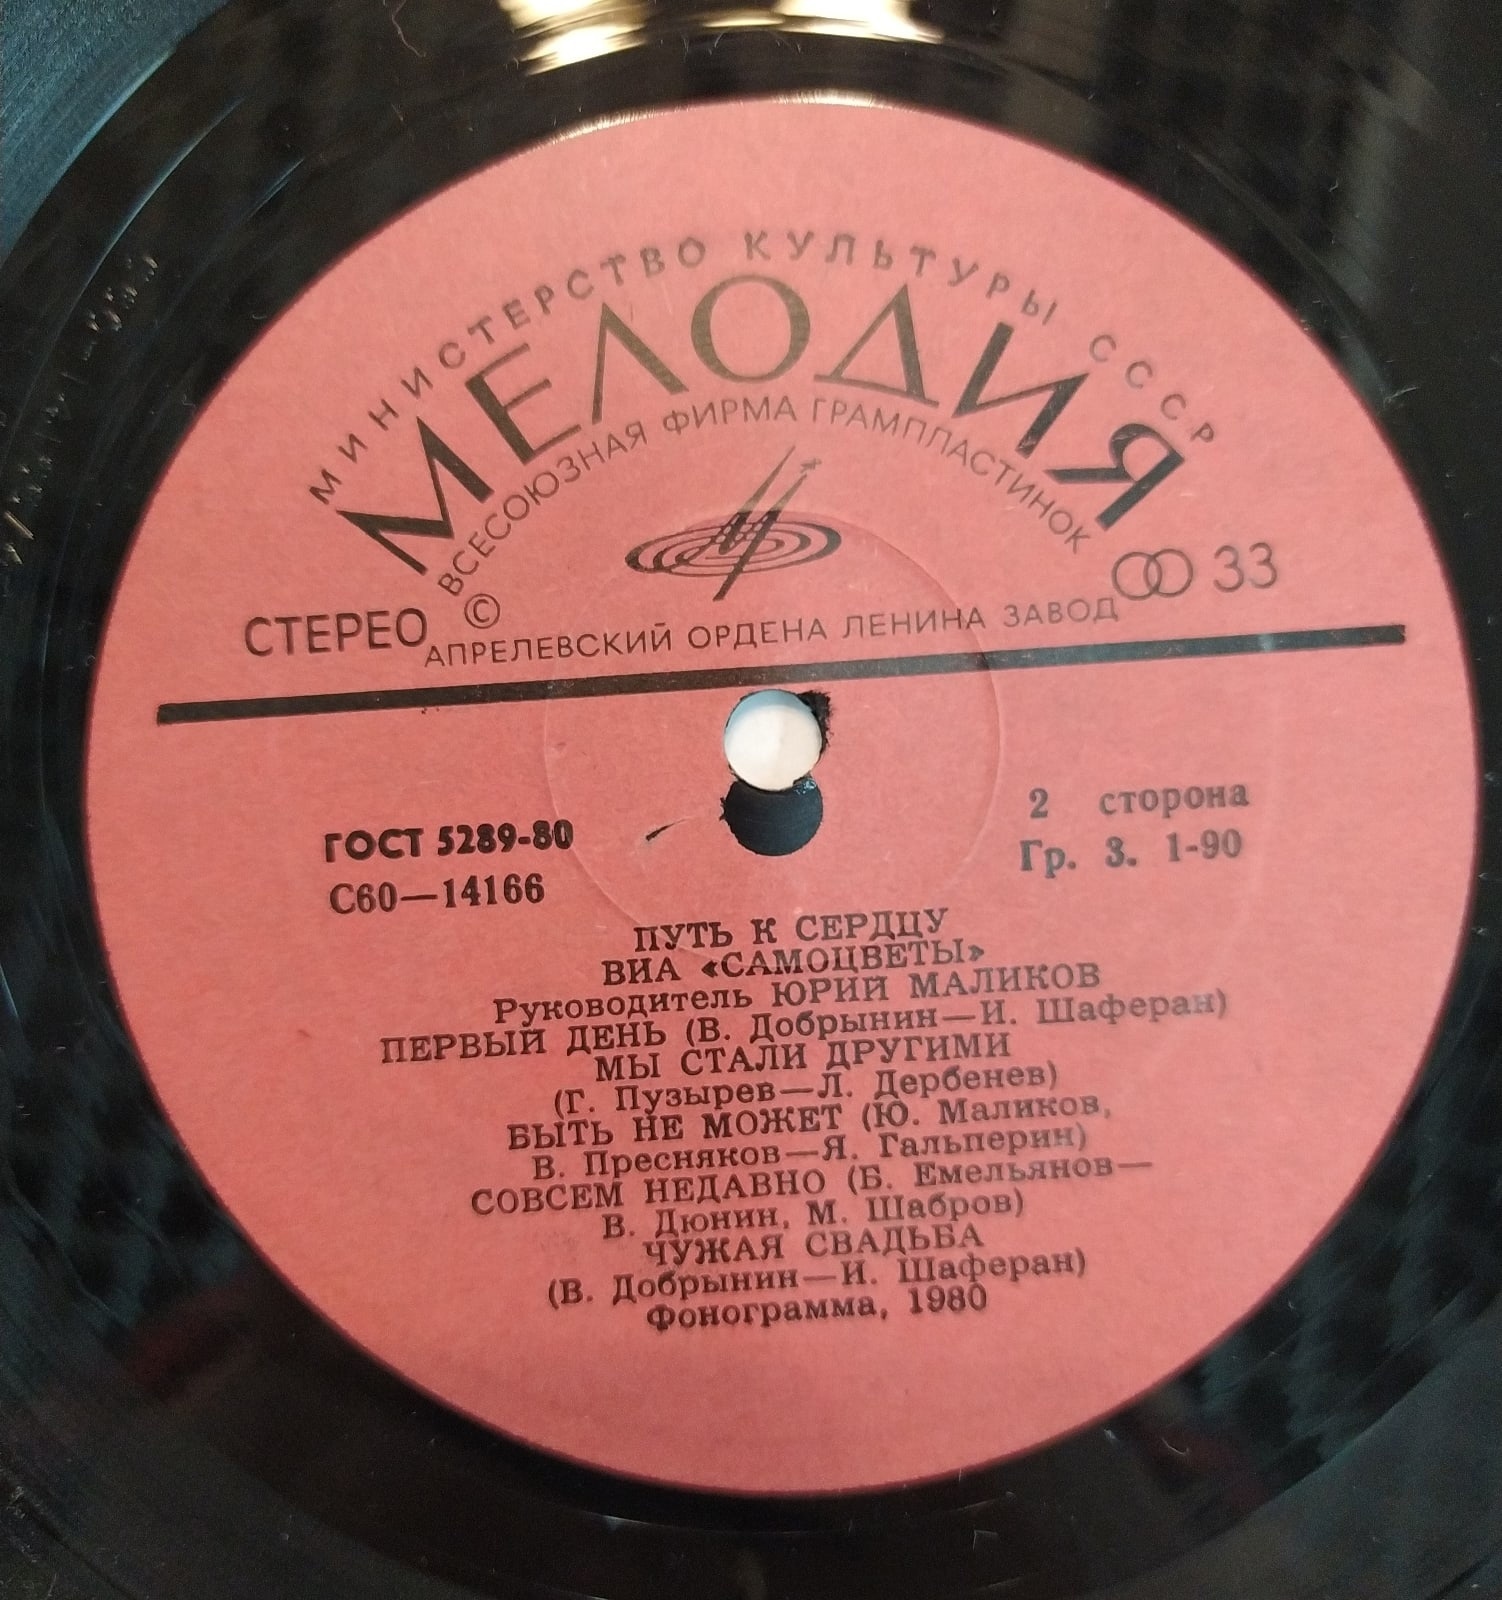 МИНИСТЕРСТВО КУЛЬТУРЫ СССР
МЕЛОДИЯ
ВСЕСОЮЗНАЯ ФИРМА ГРАМПЛАСТИНОК
СТЕРЕО © 33
АПРЕЛЕВСКИЙ ОРДЕНА ЛЕНИНА ЗАВОД
ГОСТ 5289-80
С60—14166
2 сторона
Гр. 3. 1-90
ПУТЬ К СЕРДЦУ
ВИА «САМОЦВЕТЫ»
Руководитель ЮРИЙ МАЛИКОВ
ПЕРВЫЙ ДЕНЬ (В. Добрынин—И. Шаферан)
МЫ СТАЛИ ДРУГИМИ
(Г. Пузырев—Л. Дербенев)
БЫТЬ НЕ МОЖЕТ (Ю. Маликов,
В. Пресняков—Я. Гальперин)
СОВСЕМ НЕДАВНО (Б. Емельянов—
В. Дюнин, М. Шабров)
ЧУЖАЯ СВАДЬБА
(В. Добрынин—И. Шаферан)
Фонограмма, 1980